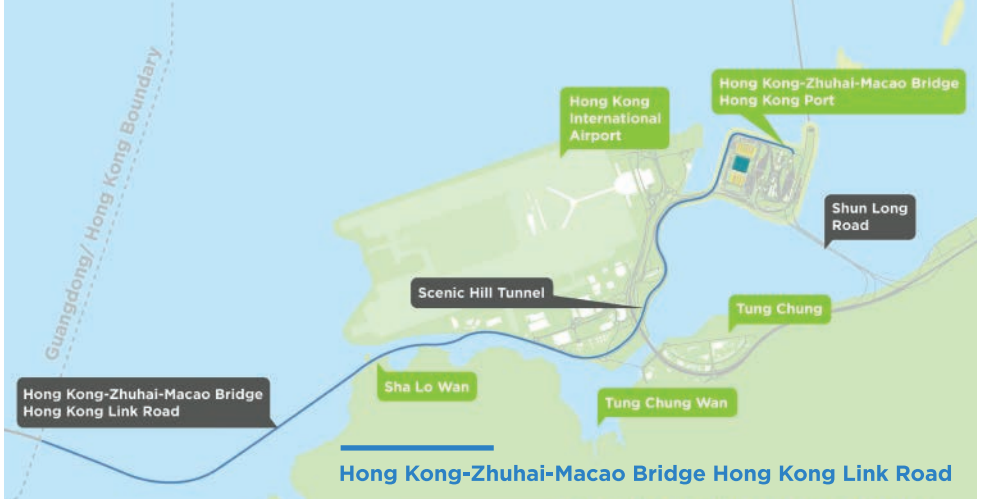 Guangdong/ Hong Kong Boundary
Hong Kong
International
Airport
Hong Kong-Zhuhai-Macao Bridge
Hong Kong Port
Shun Long
Road
Scenic Hill Tunnel
Tung Chung
Sha Lo Wan
Hong Kong-Zhuhai-Macao Bridge
Hong Kong Link Road
Tung Chung Wan
Hong Kong-Zhuhai-Macao Bridge Hong Kong Link Road